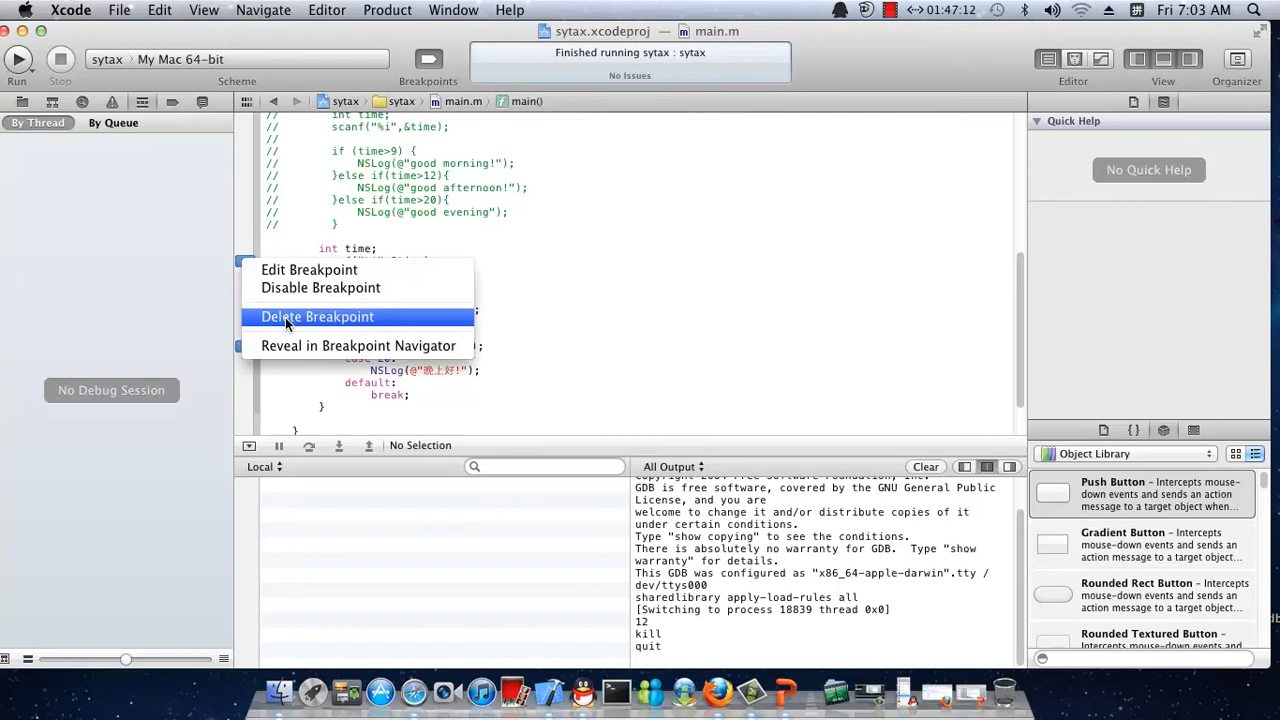 Xcode File Edit View Navigate Editor Product Window Help 01:47:12 拼 Fri 7:03 AM
sytax.xcodeproj — main.m
sytax My Mac 64-bit
Finished running sytax : sytax
No Issues
Run Stop Scheme Breakpoints Editor View Organizer
sytax sytax main.m main()
By Thread By Queue
Quick Help
No Quick Help
// int time;
// scanf("%i",&time);
//
// if (time>9) {
// NSLog(@"good morning!");
// }else if(time>12){
// NSLog(@"good afternoon!");
// }else if(time>20){
// NSLog(@"good evening");
// }
int time;
Edit Breakpoint
Disable Breakpoint
Delete Breakpoint
Reveal in Breakpoint Navigator
NSLog(@"晚上好!");
default:
break;
}
}
No Debug Session
No Selection
Local
All Output Clear
GDB is free software, covered by the GNU General Public
License, and you are
welcome to change it and/or distribute copies of it
under certain conditions.
Type "show copying" to see the conditions.
There is absolutely no warranty for GDB. Type "show
warranty" for details.
This GDB was configured as "x86_64-apple-darwin".tty /
dev/ttys000
sharedlibrary apply-load-rules all
[Switching to process 18839 thread 0x0]
12
kill
quit
Object Library
Push Button – Intercepts mouse-
down events and sends an action
message to a target object when...
Gradient Button – Intercepts
mouse-down events and sends an
action message to a target object...
Rounded Rect Button – Intercepts
mouse-down events and sends an
action message to a target object...
Rounded Textured Button –